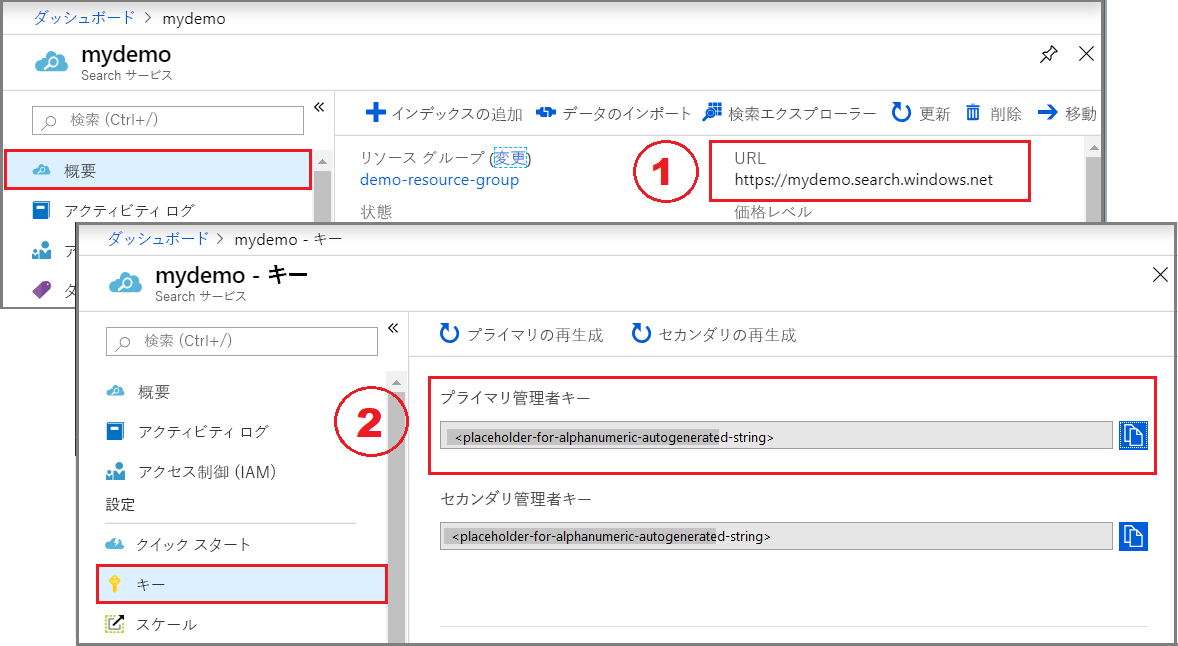 ダッシュボード > mydemo
mydemo
Search サービス
検索 (Ctrl+/)
«
インデックスの追加
データのインポート
検索エクスプローラー
更新
削除
移動
概要
アクティビティ ログ
ア
タ
リソース グループ (変更)
demo-resource-group
状態
1
URL
https://mydemo.search.windows.net
価格レベル
ダッシュボード > mydemo - キー
mydemo - キー
Search サービス
検索 (Ctrl+/)
«
概要
アクティビティ ログ
アクセス制御 (IAM)
設定
クイック スタート
キー
スケール
プライマリの再生成
セカンダリの再生成
2
プライマリ管理者キー
<placeholder-for-alphanumeric-autogenerated-string>
セカンダリ管理者キー
<placeholder-for-alphanumeric-autogenerated-string>